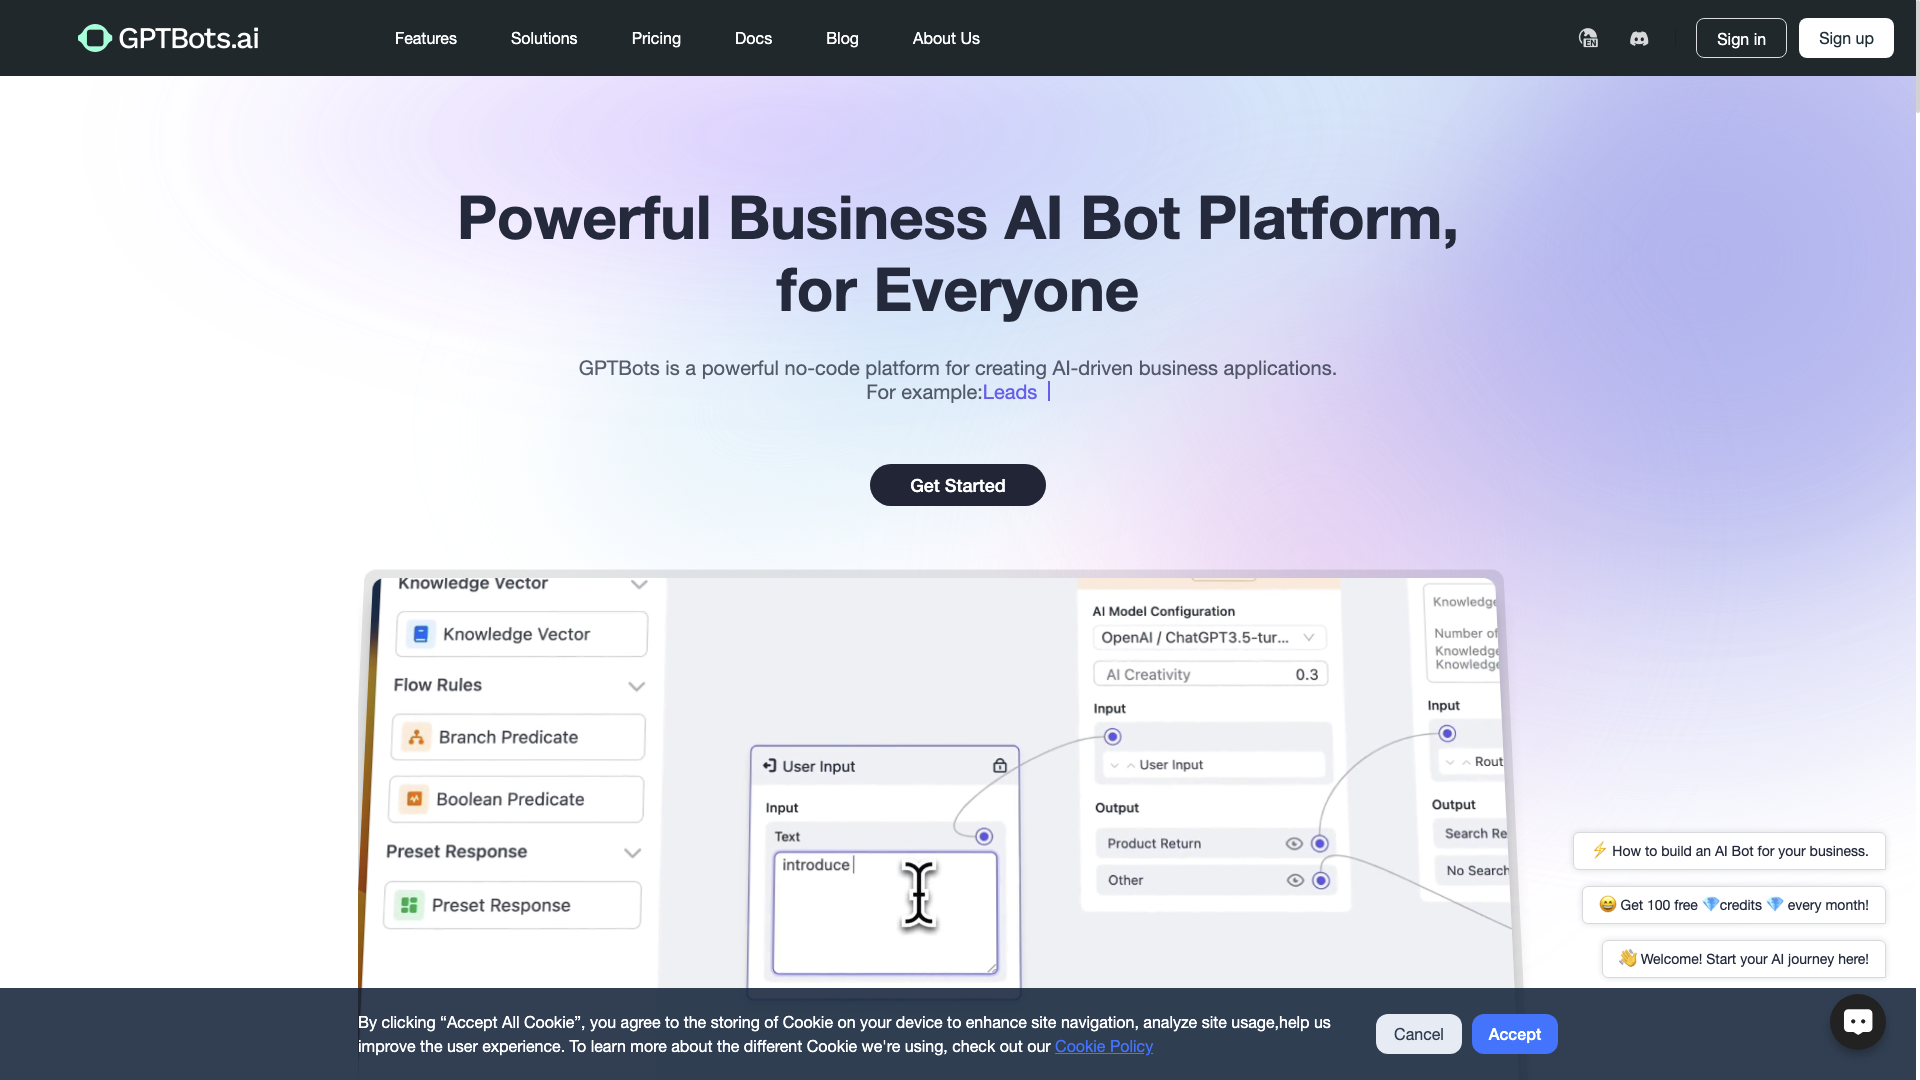 GPTBots.ai
Features
Solutions
Pricing
Docs
Blog
About Us
EN
Sign in
Sign up
Powerful Business AI Bot Platform,
for Everyone
GPTBots is a powerful no-code platform for creating AI-driven business applications.
For example:Leads
Get Started
Knowledge Vector
Knowledge Vector
Flow Rules
Branch Predicate
Boolean Predicate
Preset Response
Preset Response
User Input
Input
Text
introduce
AI Model Configuration
OpenAI / ChatGPT3.5-tur...
AI Creativity 0.3
Input
User Input
Output
Product Return
Other
Knowledge
Number of
Knowledge
Knowledge
Input
Rout
Output
Search Re
No Search
⚡ How to build an AI Bot for your business.
😄 Get 100 free 💎credits 💎 every month!
👋 Welcome! Start your AI journey here!
By clicking “Accept All Cookie”, you agree to the storing of Cookie on your device to enhance site navigation, analyze site usage,help us
improve the user experience. To learn more about the different Cookie we're using, check out our Cookie Policy
Cancel
Accept